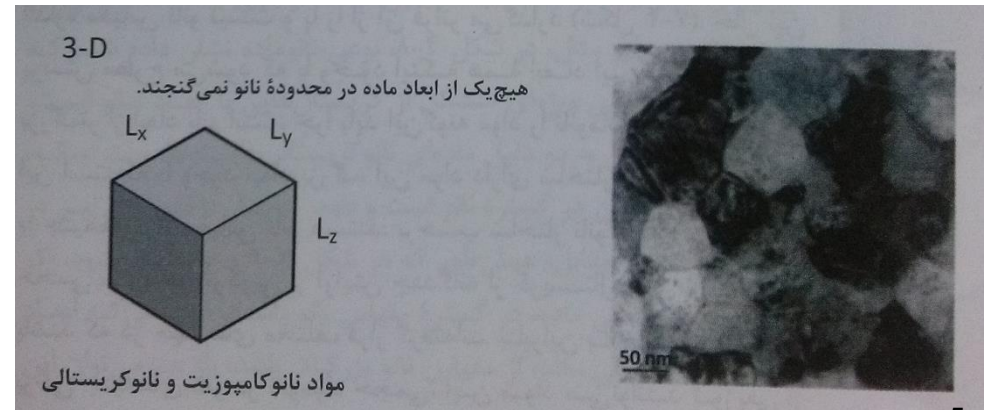 3-D
هیچ‌یک از ابعاد ماده در محدودهٔ نانو نمی‌گنجند.
Lx
Ly
Lz
50 nm
مواد نانوکامپوزیت و نانوکریستالی